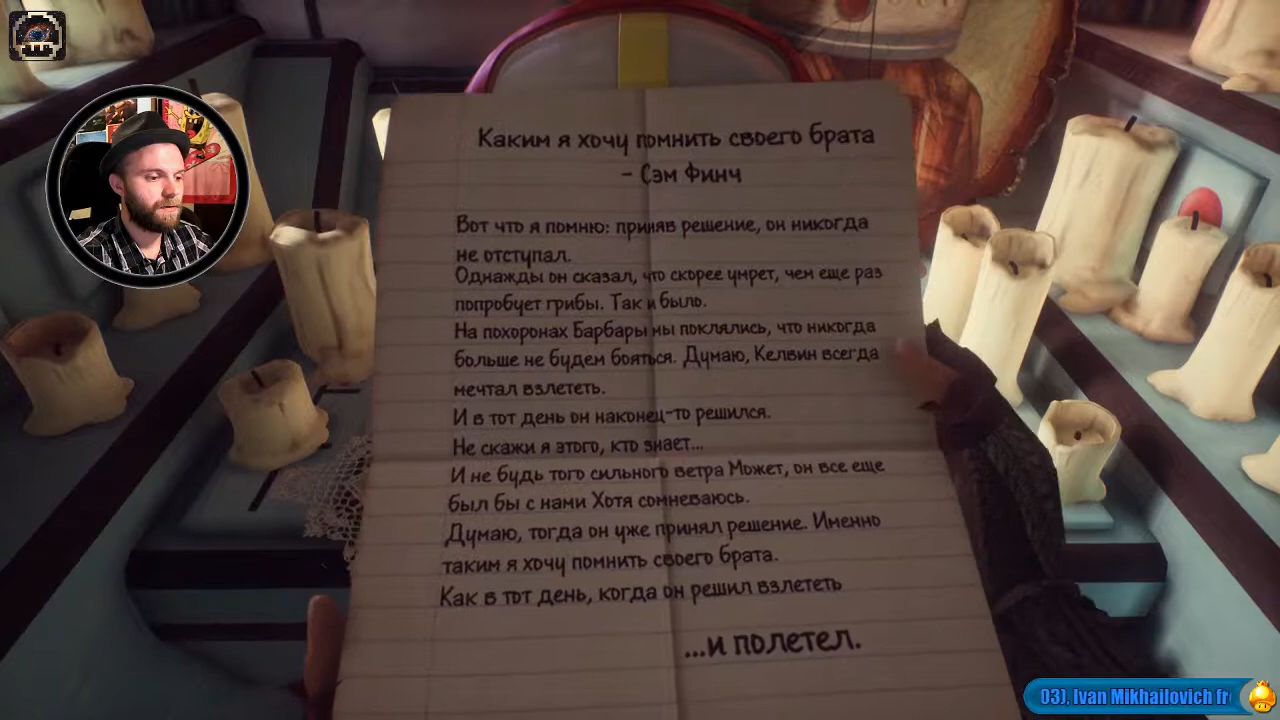 Каким я хочу помнить своего брата
- Сэм Финч
Вот что я помню: приняв решение, он никогда
не отступал.
Однажды он сказал, что скорее умрет, чем еще раз
попробует грибы. Так и было.
На похоронах Барбары мы поклялись, что никогда
больше не будем бояться. Думаю, Келвин всегда
мечтал взлететь.
И в тот день он наконец-то решился.
Не скажи я этого, кто знает...
И не будь того сильного ветра Может, он все еще
был бы с нами Хотя сомневаюсь.
Думаю, тогда он уже принял решение. Именно
таким я хочу помнить своего брата.
Как в тот день, когда он решил взлететь
...и полетел.
03), Ivan Mikhailovich fr